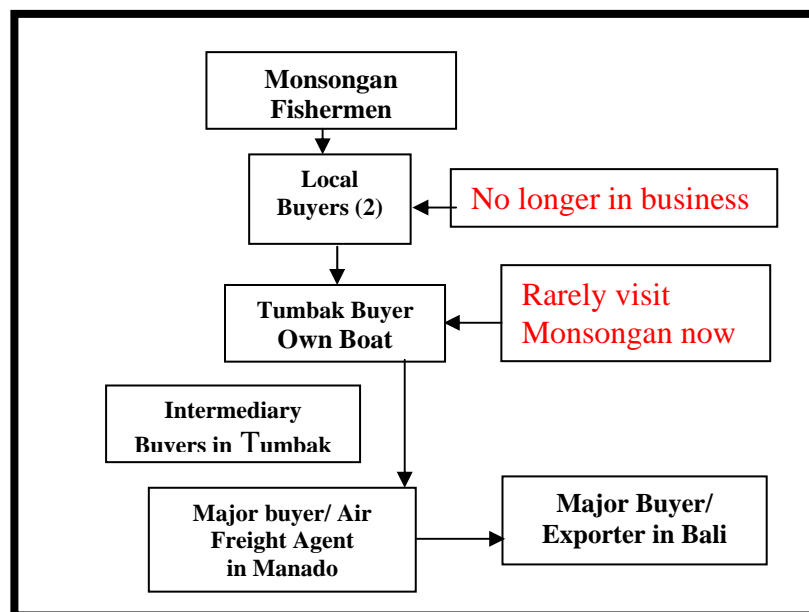 Monsongan
Fishermen
Local
Buyers (2)
No longer in business
Tumbak Buyer
Own Boat
Rarely visit
Monsongan now
Intermediary
Buyers in Tumbak
Major buyer/ Air
Freight Agent
in Manado
Major Buyer/
Exporter in Bali